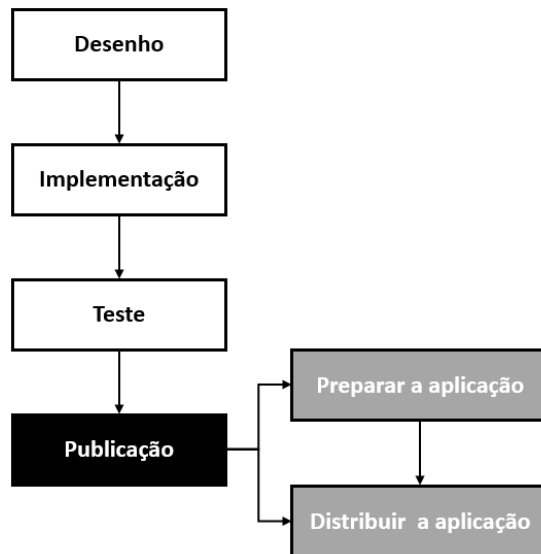 Desenho
Implementação
Teste
Preparar a aplicação
Publicação
Distribuir a aplicação